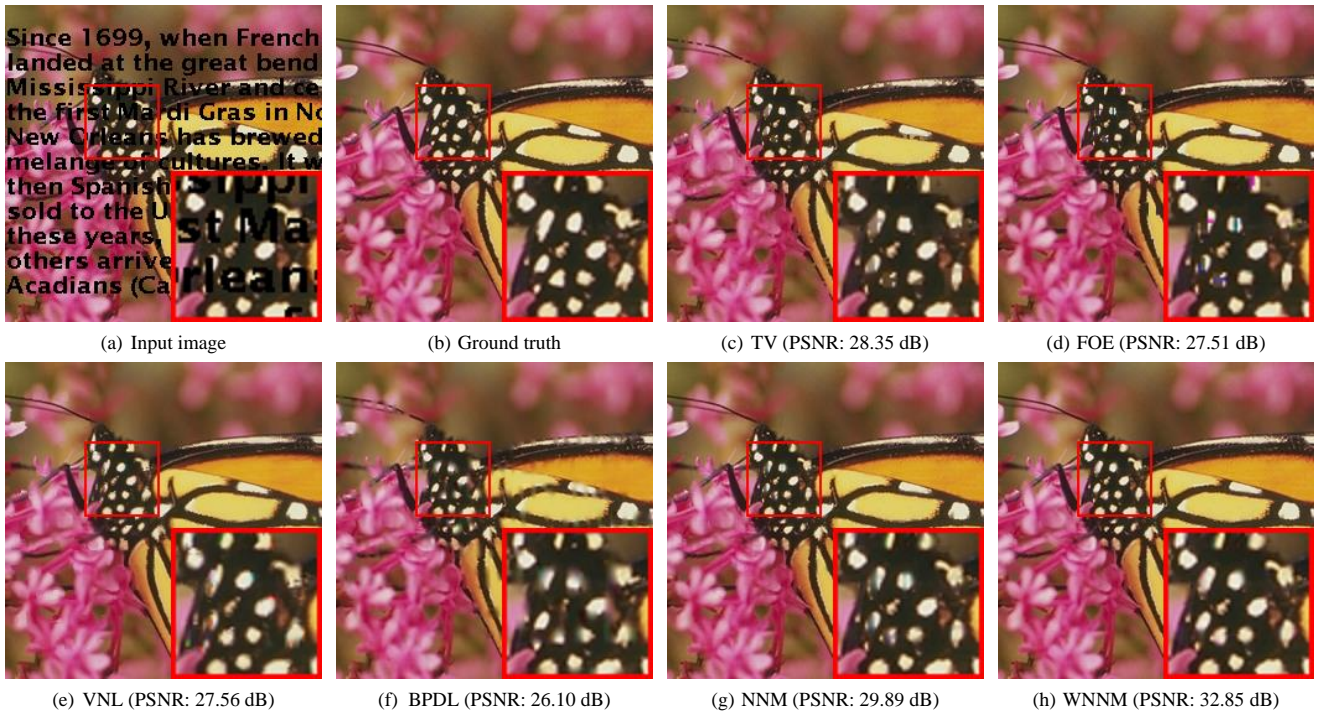 Since 1699, when French
landed at the great bend
Mississippi River and ce
the first Mardi Gras in
New Orleans has brewed
melange of cultures. It w
then Spanish
sold to the U
these years,
others arrive
Acadians (Ca
sippi
st Ma
rleans
(a) Input image
(b) Ground truth
(c) TV (PSNR: 28.35 dB)
(d) FOE (PSNR: 27.51 dB)
(e) VNL (PSNR: 27.56 dB)
(f) BPDL (PSNR: 26.10 dB)
(g) NNM (PSNR: 29.89 dB)
(h) WNNM (PSNR: 32.85 dB)